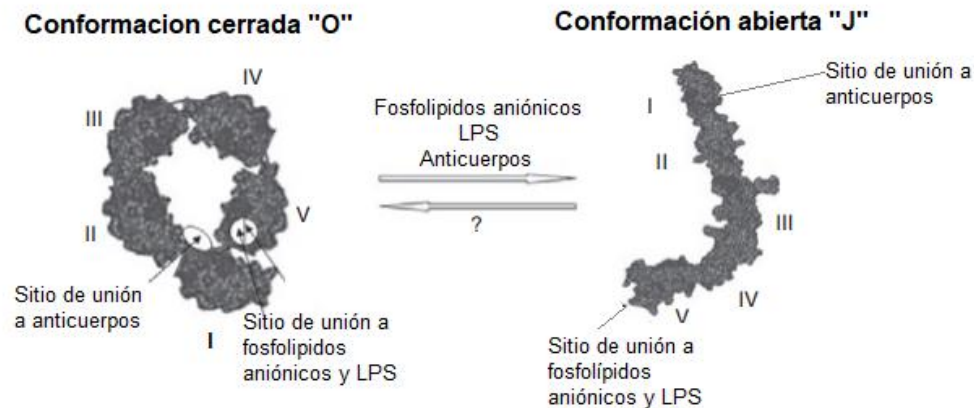 Conformacion cerrada "O"
IV
III
II
V
Sitio de unión
a anticuerpos
I
Sitio de unión a
fosfolipidos
aniónicos y LPS
Fosfolipidos aniónicos
LPS
Anticuerpos
?
Conformación abierta "J"
Sitio de unión a
anticuerpos
I
II
III
IV
V
Sitio de unión a
fosfolípidos
aniónicos y LPS